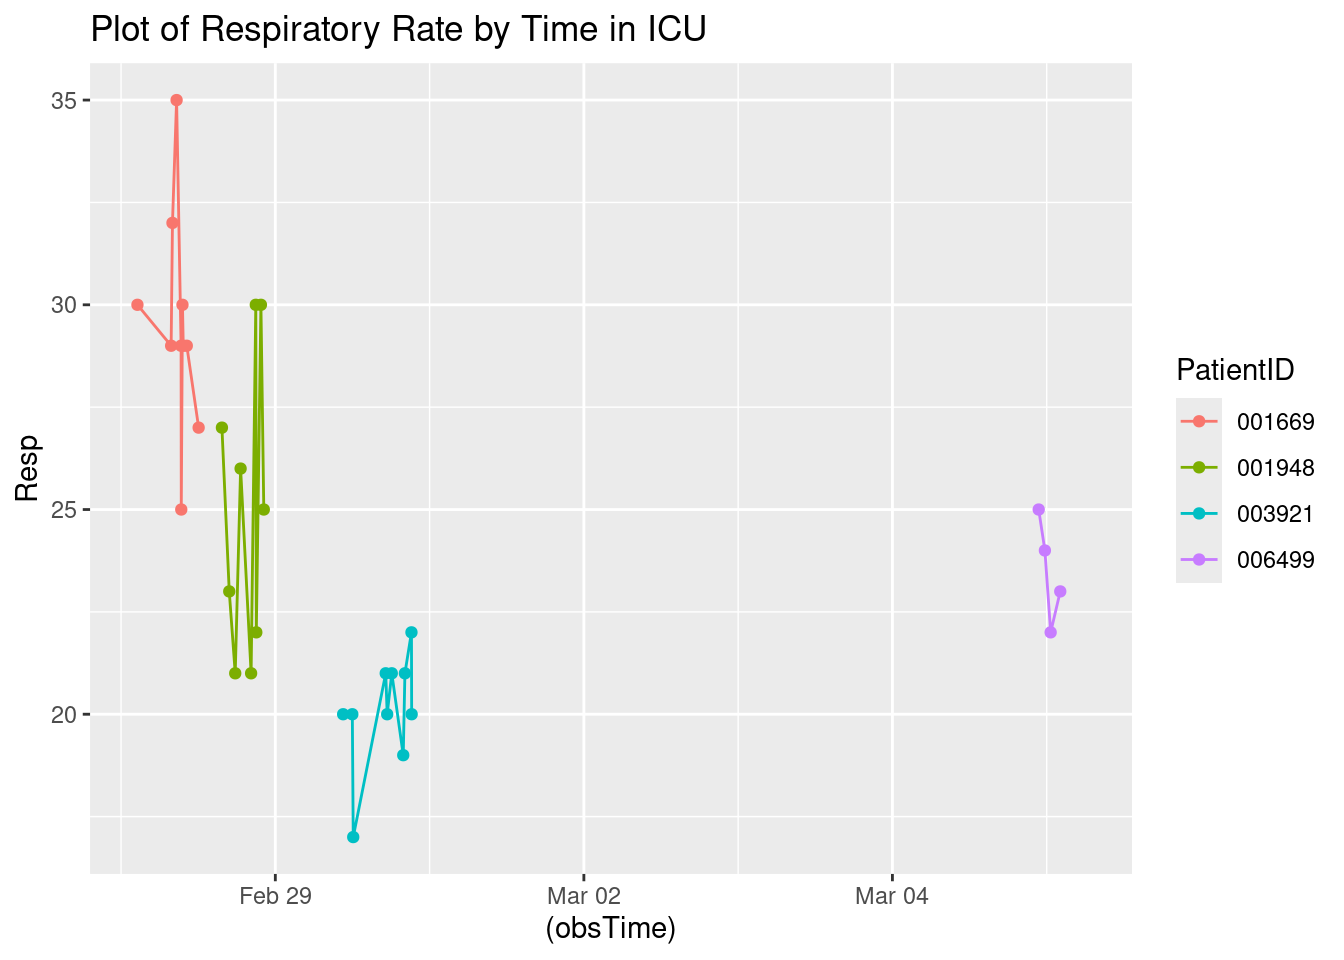 Plot of Respiratory Rate by Time in ICU
35
30
25
20
Resp
Feb 29
Mar 02
Mar 04
(obsTime)
PatientID
001669
001948
003921
006499